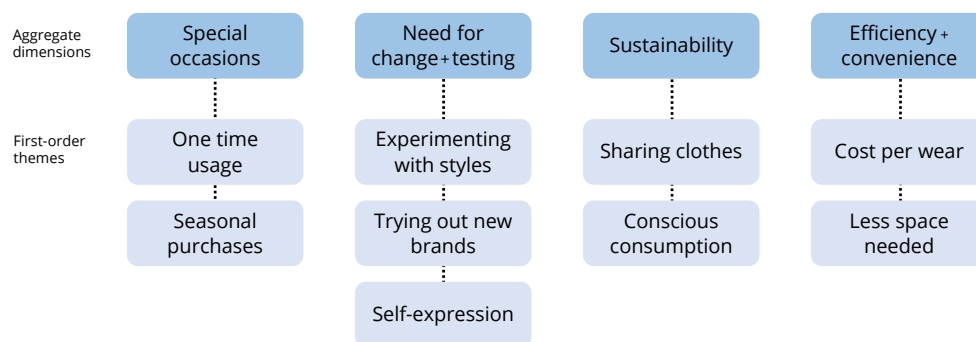 Aggregate
dimensions
Special
occasions
Need for
change + testing
Sustainability
Efficiency +
convenience
First-order
themes
One time
usage
Experimenting
with styles
Sharing clothes
Cost per wear
Seasonal
purchases
Trying out new
brands
Conscious
consumption
Less space
needed
Self-expression